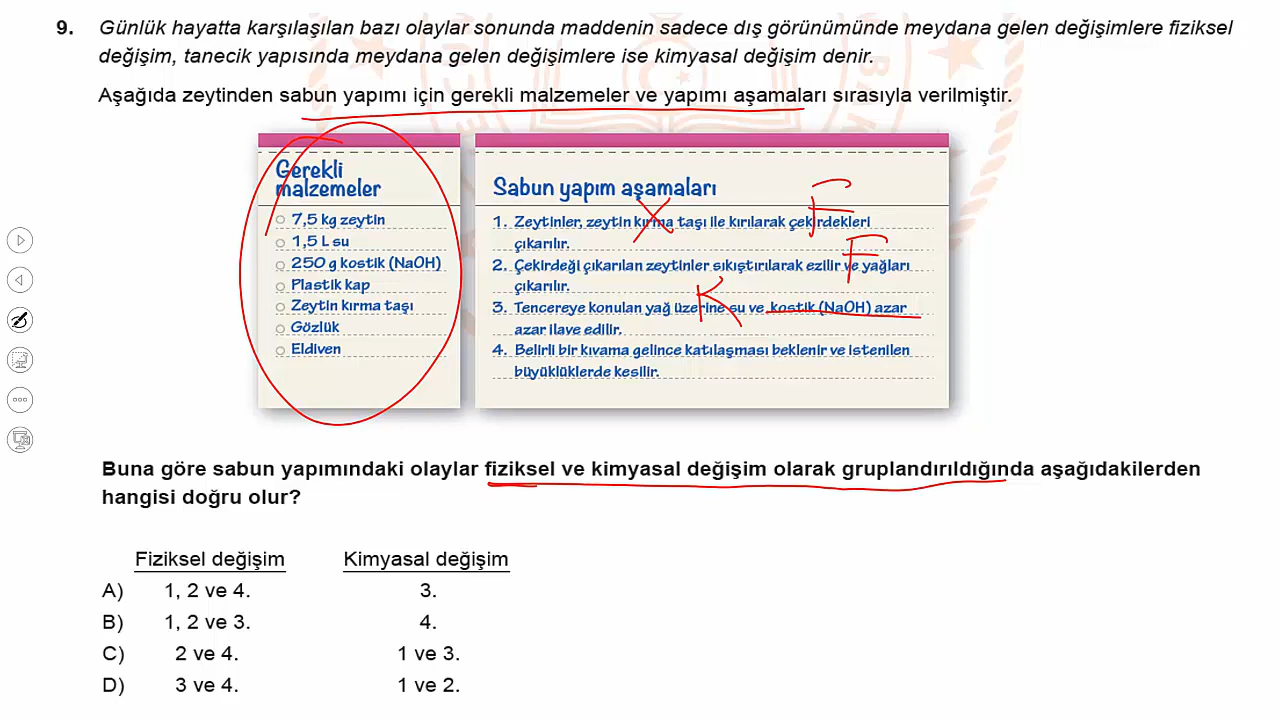 9. Günlük hayatta karşılaşılan bazı olaylar sonunda maddenin sadece dış görünümünde meydana gelen değişimlere fiziksel
değişim, tanecik yapısında meydana gelen değişimlere ise kimyasal değişim denir.
Aşağıda zeytinden sabun yapımı için gerekli malzemeler ve yapımı aşamaları sırasıyla verilmiştir.
Gerekli
malzemeler
7,5 kg zeytin
1,5 L su
250 g kostik (NaOH)
Plastik kap
Zeytin kırma taşı
Gözlük
Eldiven
Sabun yapım aşamaları
1. Zeytinler, zeytin kırma taşı ile kırılarak çekirdekleri
çıkarılır.
F
2. Çekirdeği çıkarılan zeytinler sıkıştırılarak ezilir ve yağları
çıkarılır.
F
3. Tencereye konulan yağ üzerine su ve kostik (NaOH) azar
azar ilave edilir.
K
4. Belirli bir kıvama gelince katılaşması beklenir ve istenilen
büyüklüklerde kesilir.
Buna göre sabun yapımındaki olaylar fiziksel ve kimyasal değişim olarak gruplandırıldığında aşağıdakilerden
hangisi doğru olur?
Fiziksel değişim Kimyasal değişim
A) 1, 2 ve 4. 3.
B) 1, 2 ve 3. 4.
C) 2 ve 4. 1 ve 3.
D) 3 ve 4. 1 ve 2.